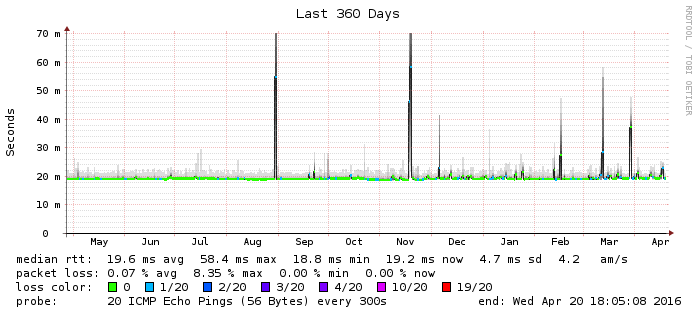 Last 360 Days
RRDTOOL / TOBI OETIKER
Seconds
70 m
60 m
50 m
40 m
30 m
20 m
10 m
0
May Jun Jul Aug Sep Oct Nov Dec Jan Feb Mar Apr
median rtt: 19.6 ms avg 58.4 ms max 18.8 ms min 19.2 ms now 4.7 ms sd 4.2 am/s
packet loss: 0.07 % avg 8.35 % max 0.00 % min 0.00 % now
loss color: 0 1/20 2/20 3/20 4/20 10/20 19/20
probe: 20 ICMP Echo Pings (56 Bytes) every 300s end: Wed Apr 20 18:05:08 2016